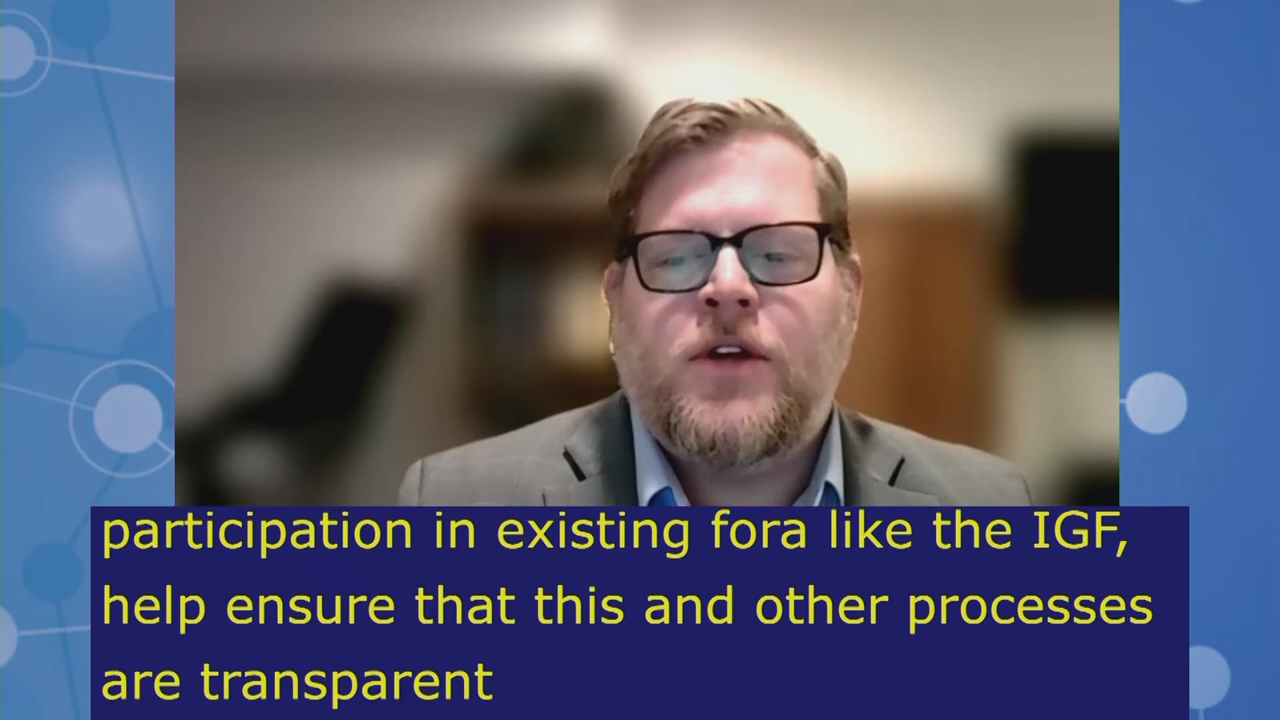 participation in existing fora like the IGF,
help ensure that this and other processes
are transparent